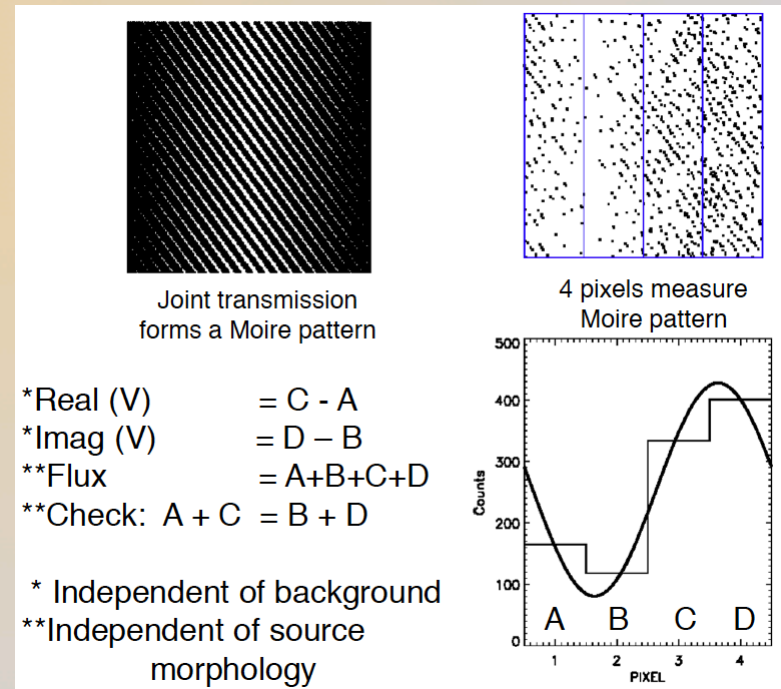 Joint transmission
forms a Moire pattern
4 pixels measure
Moire pattern
*Real (V) = C - A
*Imag (V) = D – B
**Flux = A+B+C+D
**Check: A + C = B + D
* Independent of background
**Independent of source
morphology
500
400
300
200
100
0
Counts
A B C D
1 2 3 4
PIXEL